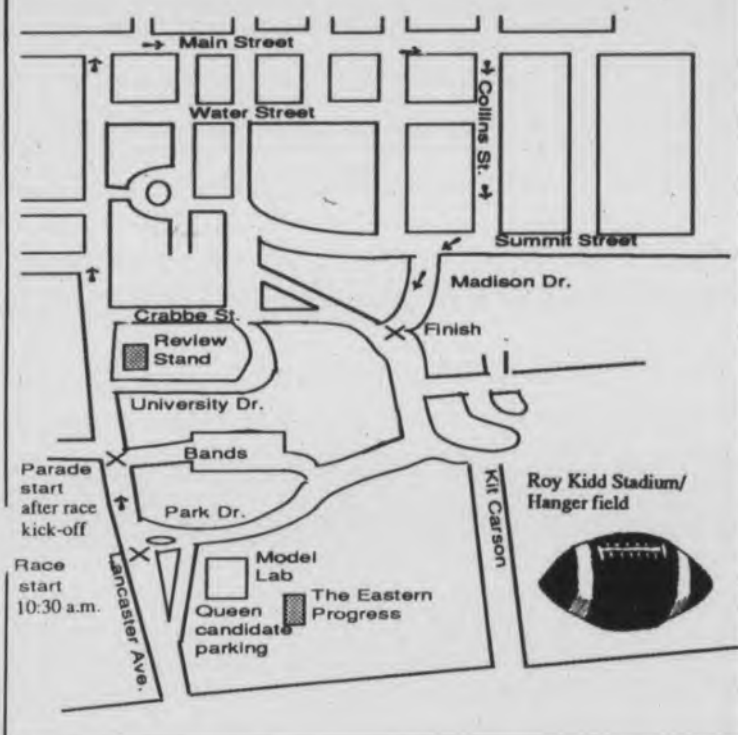 Main Street
Water Street
Collins St.
Summit Street
Madison Dr.
Crabbe St.
Finish
Review
Stand
University Dr.
Bands
Parade
start
after race
kick-off
Park Dr.
Kit Carson
Roy Kidd Stadium/
Hanger field
Race
start
10:30 a.m.
Lancaster Ave.
Model
Lab
The Eastern
Progress
Queen
candidate
parking